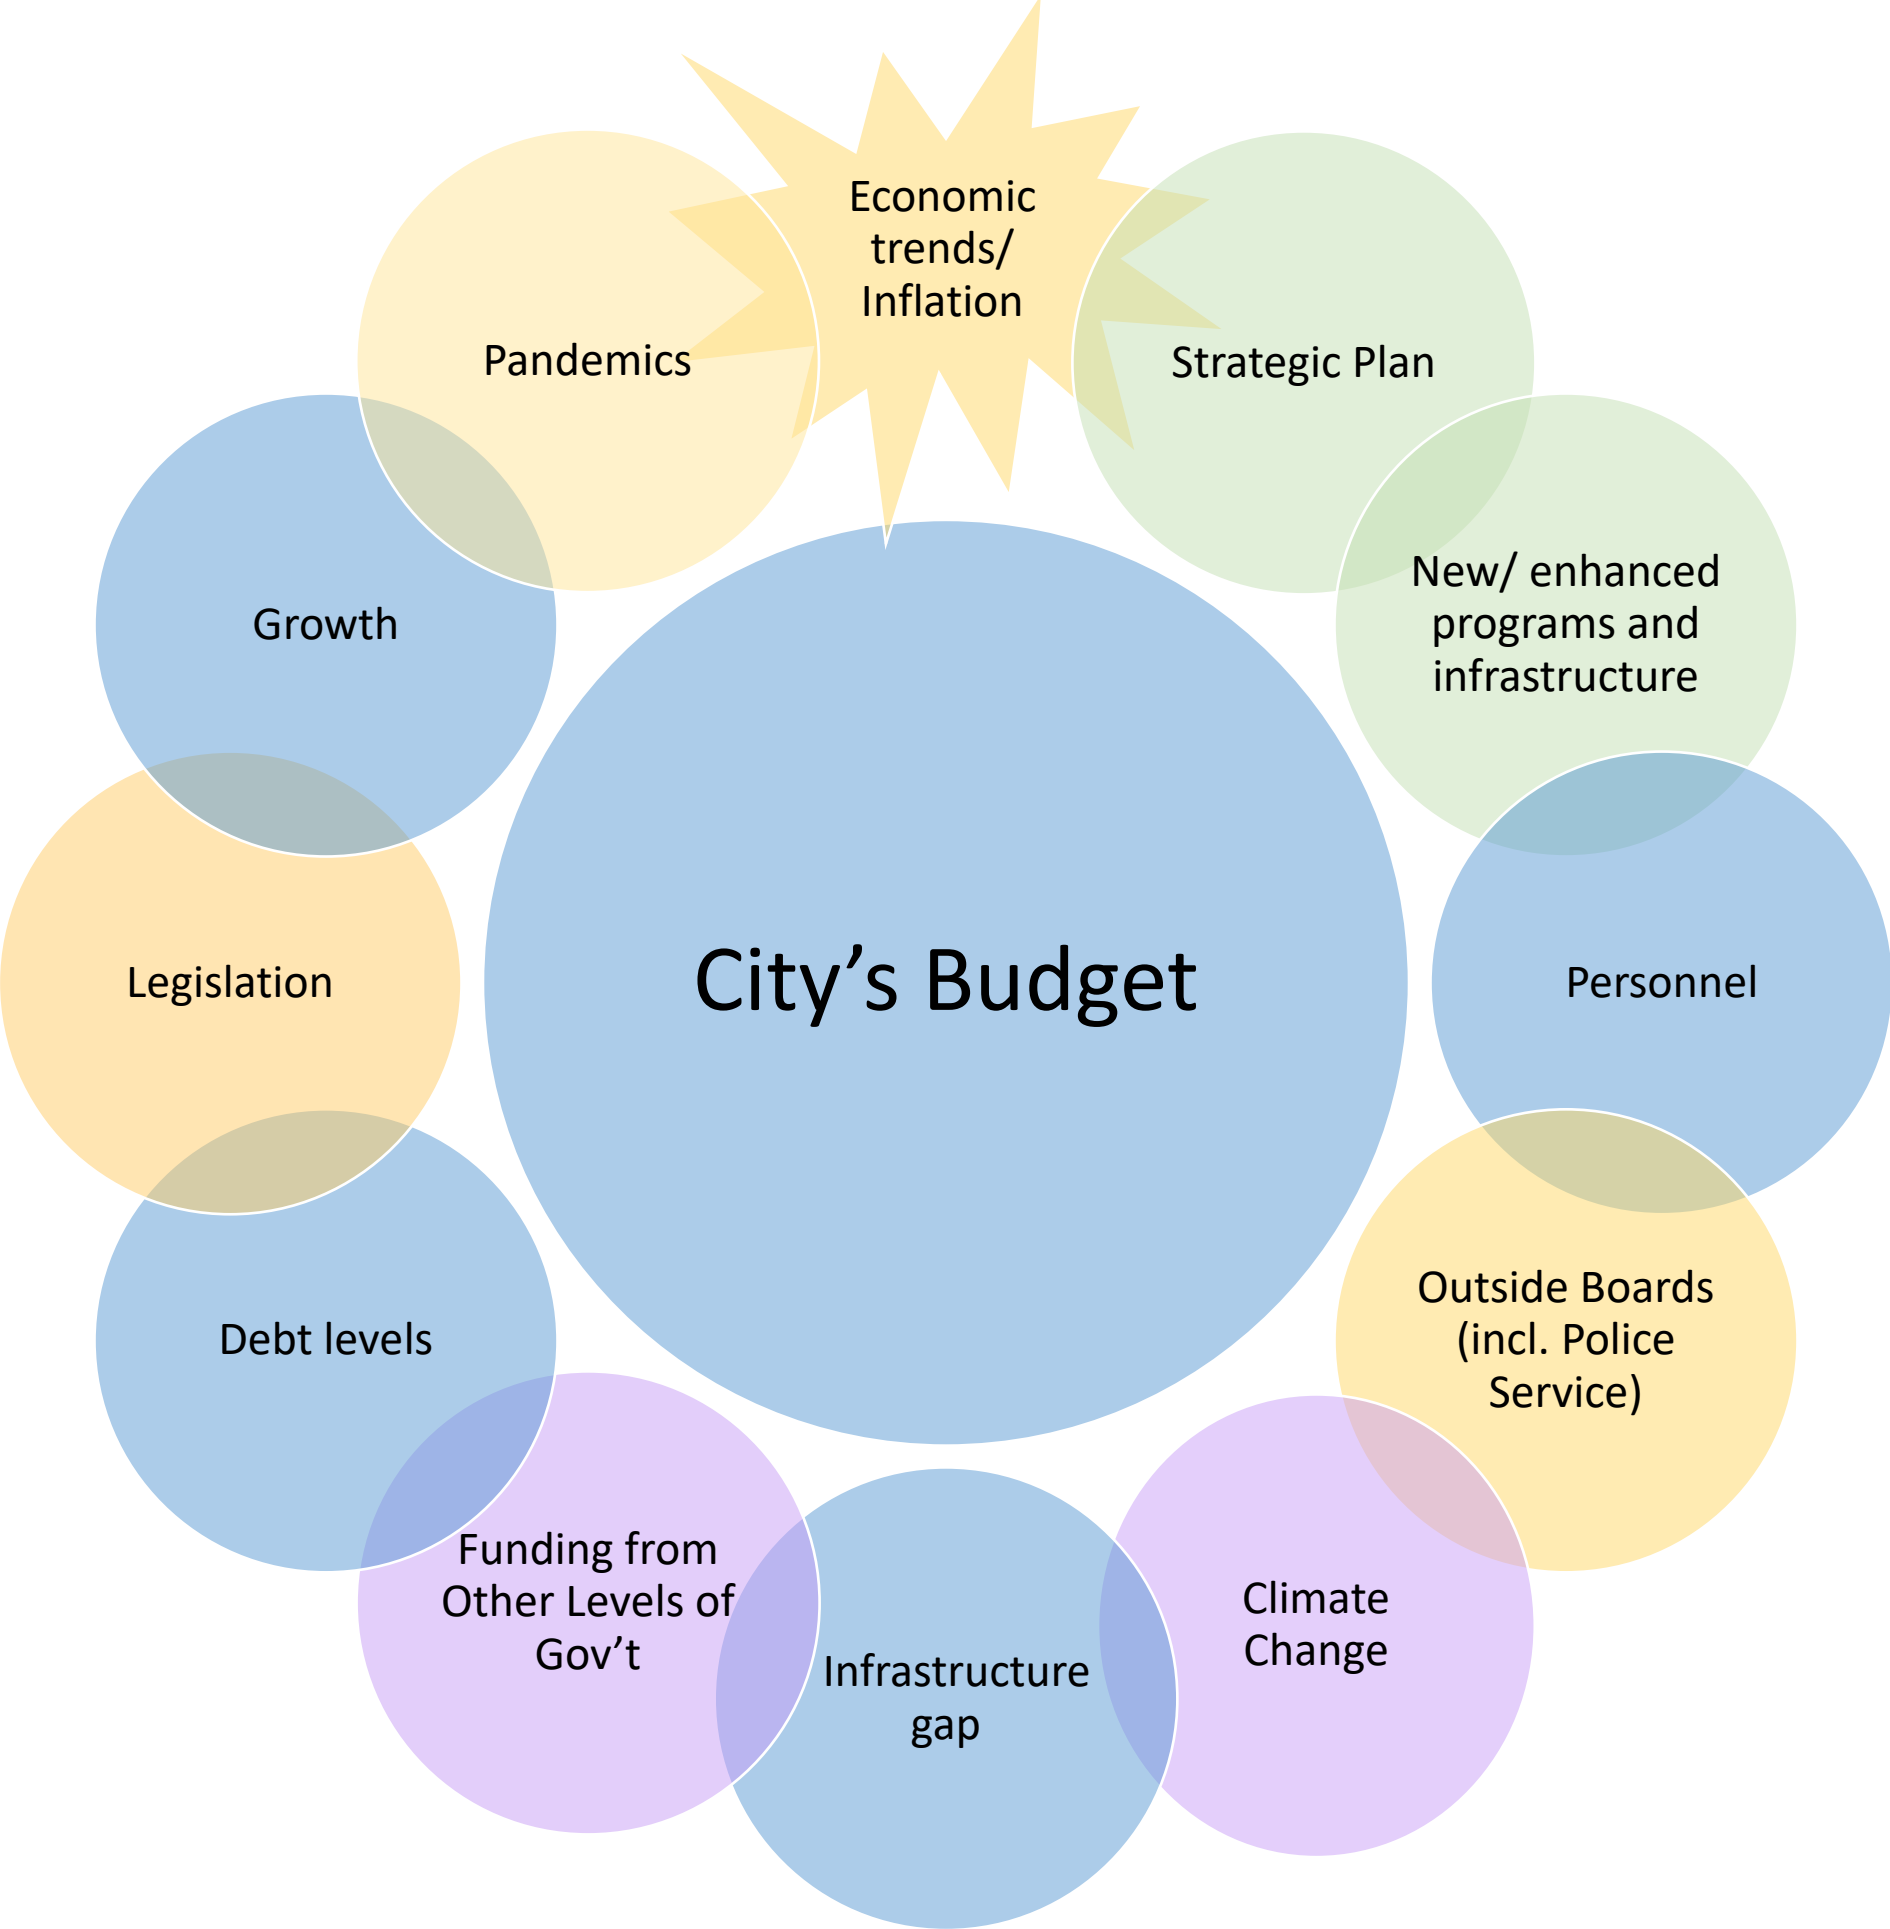 Economic
trends/
Inflation
Strategic Plan
New/ enhanced
programs and
infrastructure
Personnel
Outside Boards
(incl. Police
Service)
Climate
Change
Infrastructure
gap
Funding from
Other Levels of
Gov’t
Debt levels
Legislation
Growth
Pandemics
City’s Budget